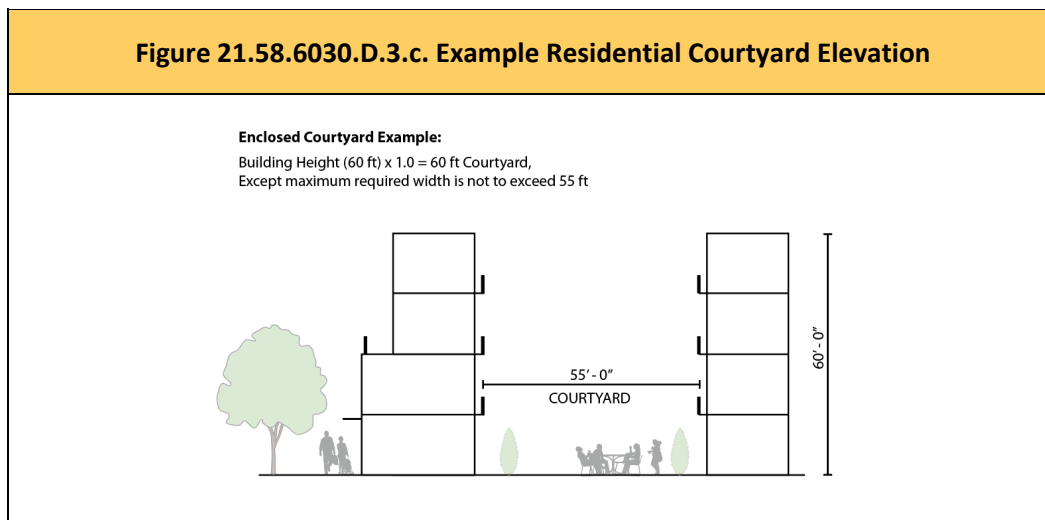 Figure 21.58.6030.D.3.c. Example Residential Courtyard Elevation
Enclosed Courtyard Example:
Building Height (60 ft) x 1.0 = 60 ft Courtyard,
Except maximum required width is not to exceed 55 ft
55' - 0"
COURTYARD
60' - 0"